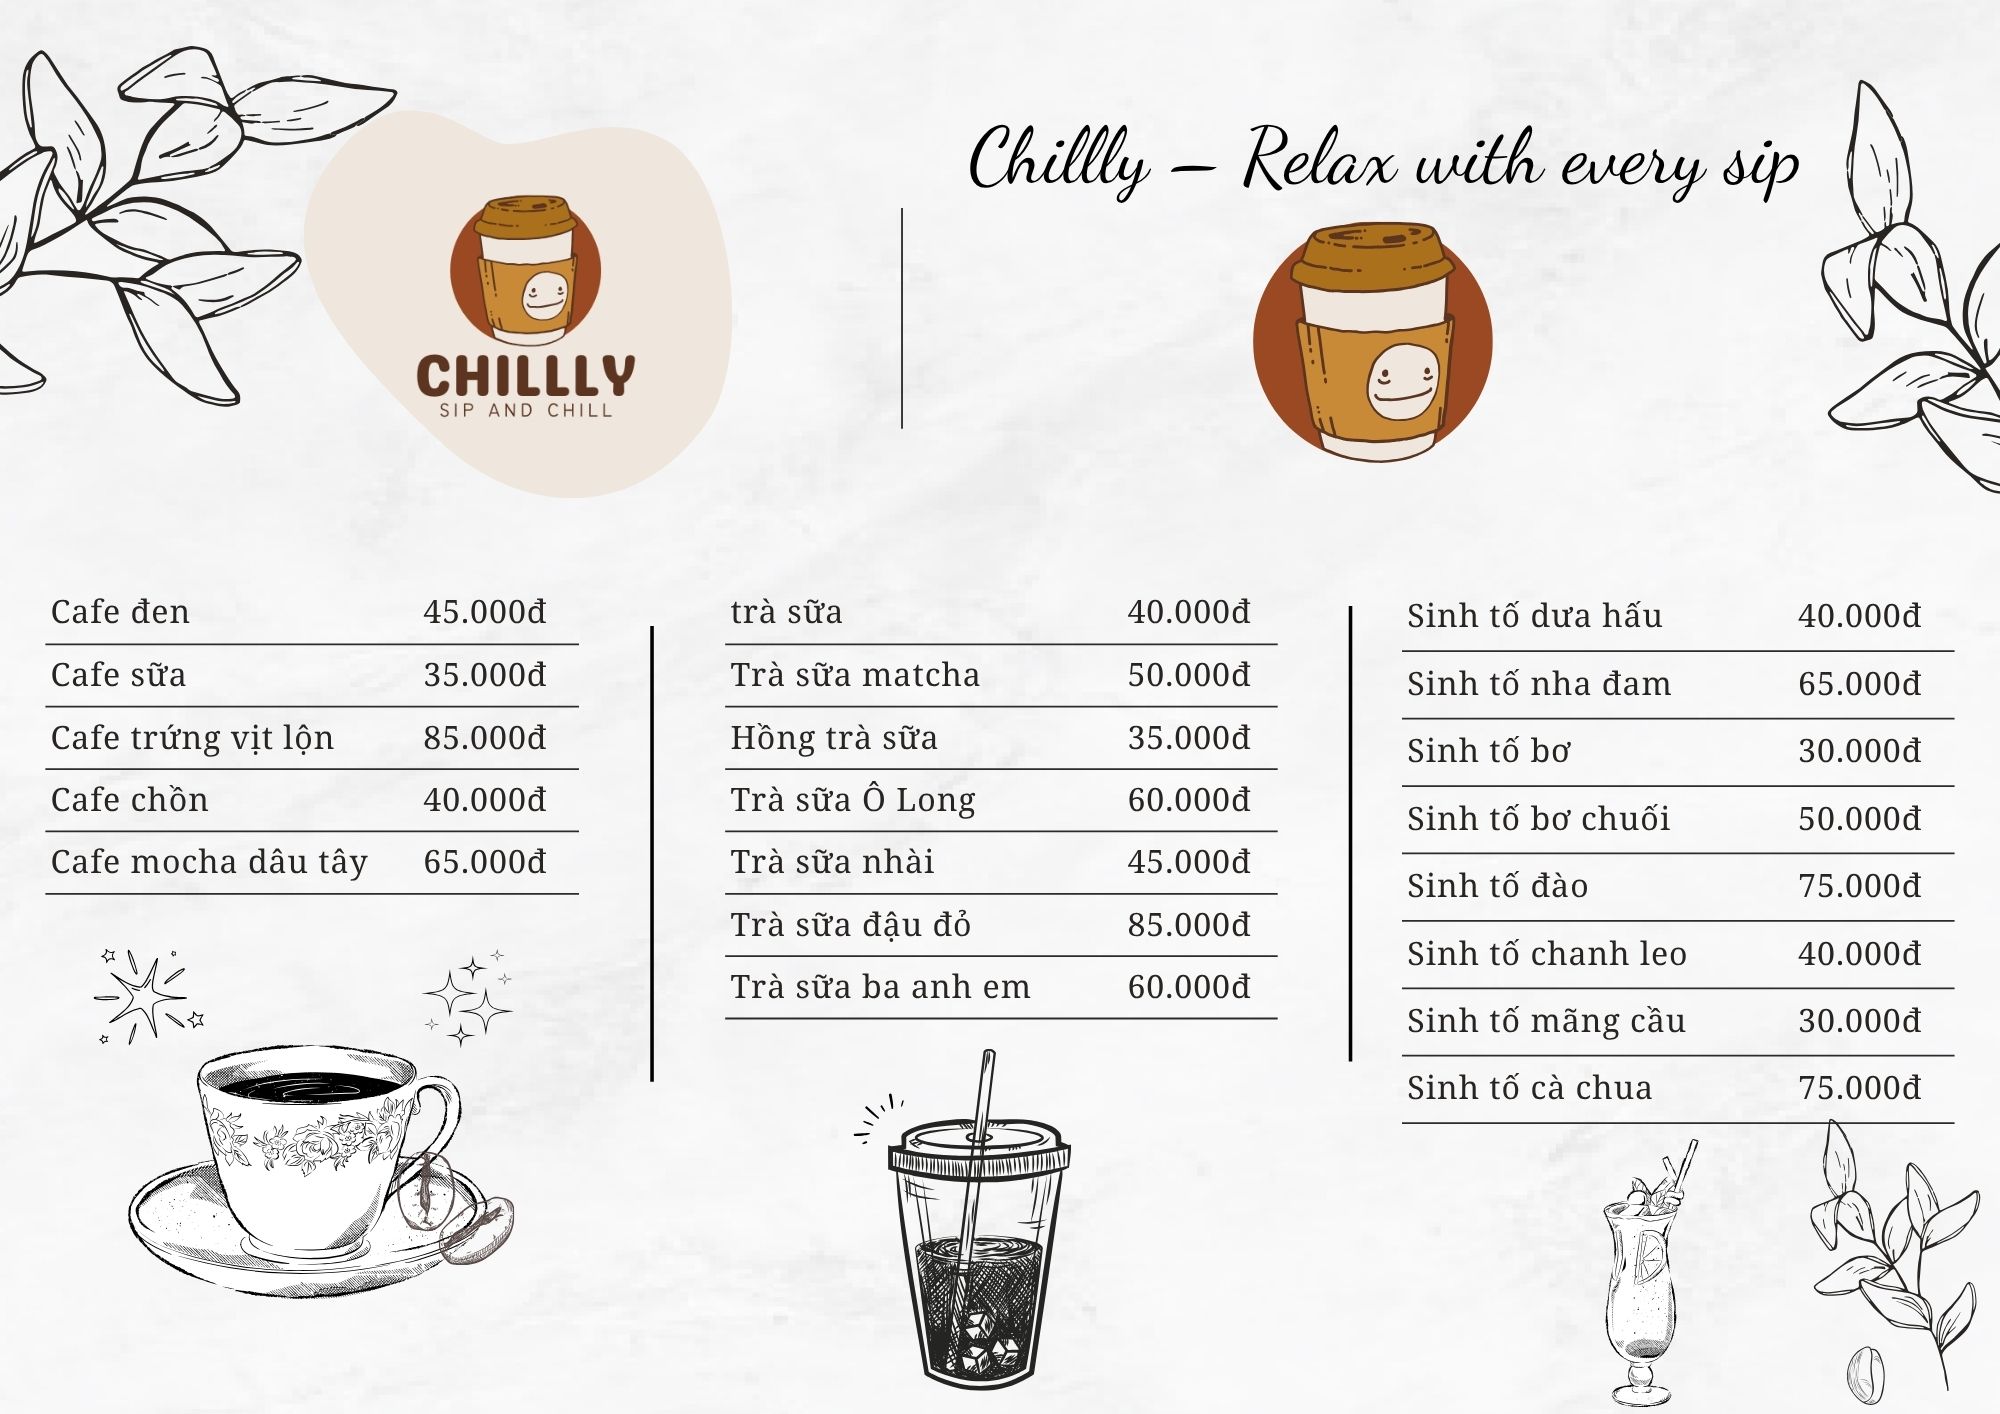 CHILLLY
SIP AND CHILL
Chillly – Relax with every sip
Cafe đen 45.000đ
Cafe sữa 35.000đ
Cafe trứng vịt lộn 85.000đ
Cafe chồn 40.000đ
Cafe mocha dâu tây 65.000đ
trà sữa 40.000đ
Trà sữa matcha 50.000đ
Hồng trà sữa 35.000đ
Trà sữa Ô Long 60.000đ
Trà sữa nhài 45.000đ
Trà sữa đậu đỏ 85.000đ
Trà sữa ba anh em 60.000đ
Sinh tố dưa hấu 40.000đ
Sinh tố nha đam 65.000đ
Sinh tố bơ 30.000đ
Sinh tố bơ chuối 50.000đ
Sinh tố đào 75.000đ
Sinh tố chanh leo 40.000đ
Sinh tố mãng cầu 30.000đ
Sinh tố cà chua 75.000đ